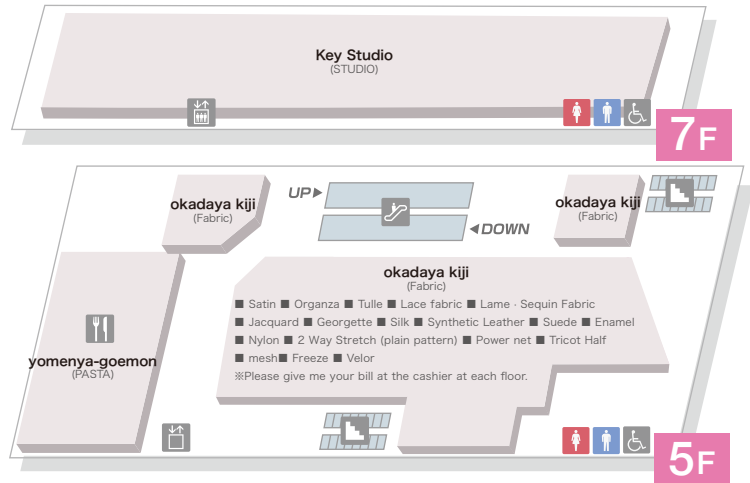 Key Studio
(STUDIO)
7F
okadaya kiji
(Fabric)
UP▶
◀DOWN
okadaya kiji
(Fabric)
okadaya kiji
(Fabric)
■ Satin ■ Organza ■ Tulle ■ Lace fabric ■ Lame · Sequin Fabric
■ Jacquard ■ Georgette ■ Silk ■ Synthetic Leather ■ Suede ■ Enamel
■ Nylon ■ 2 Way Stretch (plain pattern) ■ Power net ■ Tricot Half
■ mesh■ Freeze ■ Velor
※Please give me your bill at the cashier at each floor.
yomenya-goemon
(PASTA)
5F